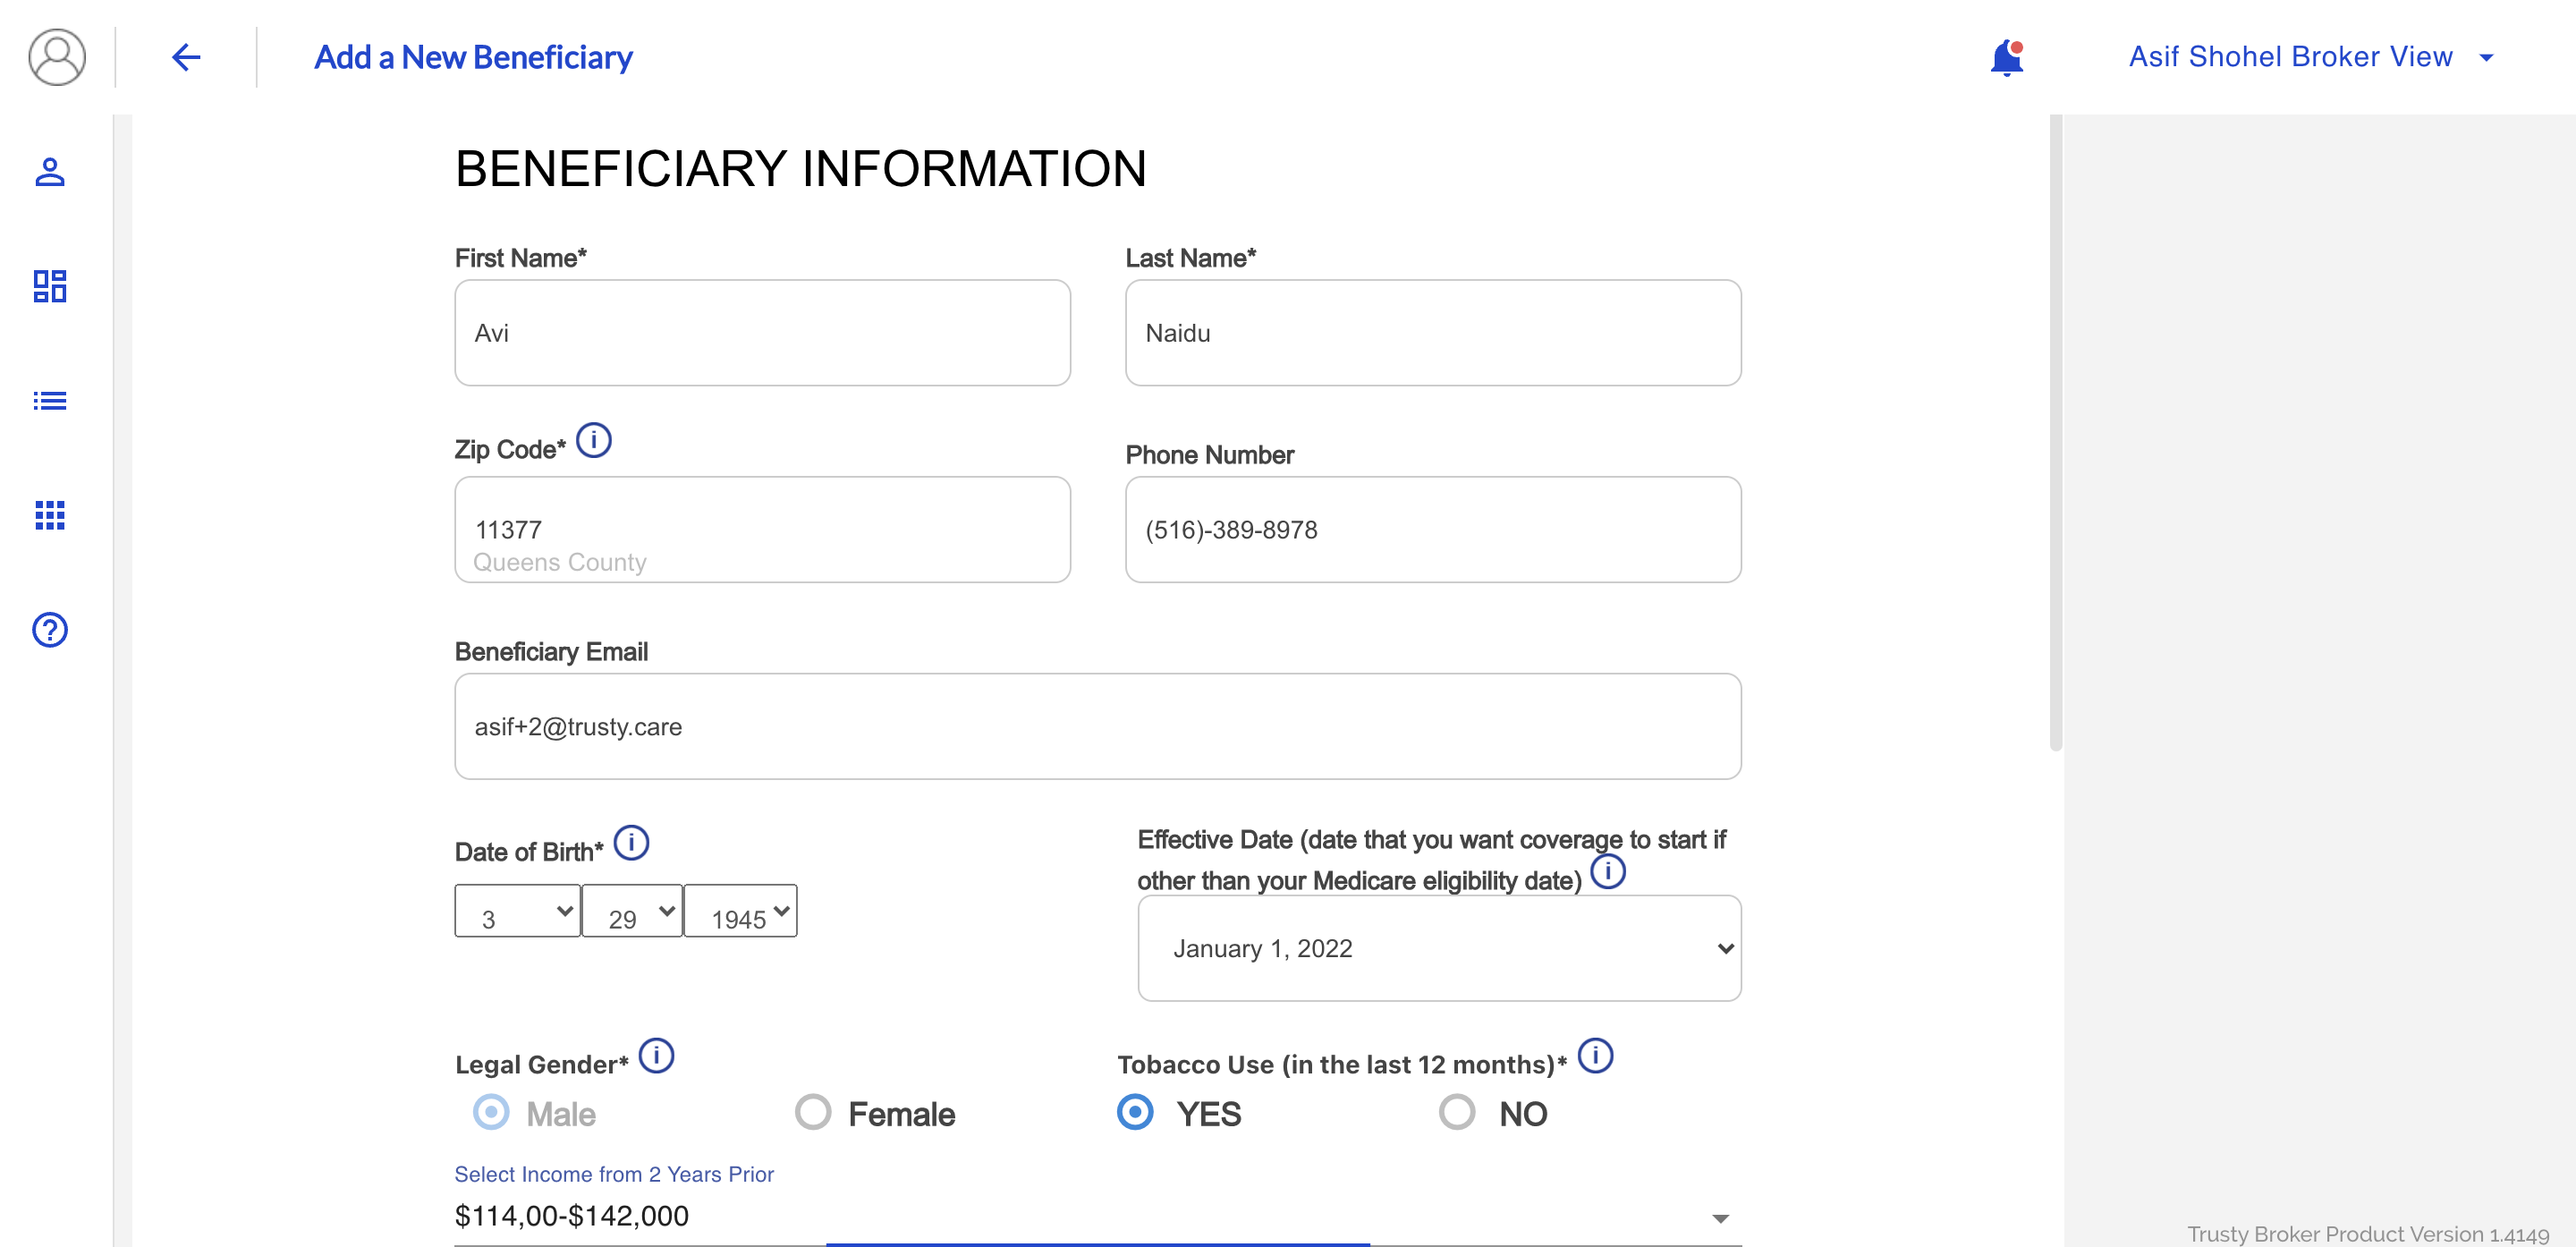 Add a New Beneficiary
Asif Shohel Broker View
BENEFICIARY INFORMATION
First Name*
Last Name*
Avi
Naidu
Zip Code* i
Phone Number
11377
Queens County
(516)-389-8978
Beneficiary Email
asif+2@trusty.care
Date of Birth* i
Effective Date (date that you want coverage to start if
other than your Medicare eligibility date) i
3 29 1945
January 1, 2022
Legal Gender* i
Tobacco Use (in the last 12 months)* i
Male Female
YES NO
Select Income from 2 Years Prior
$114,00-$142,000
Trusty Broker Product Version 1.4149